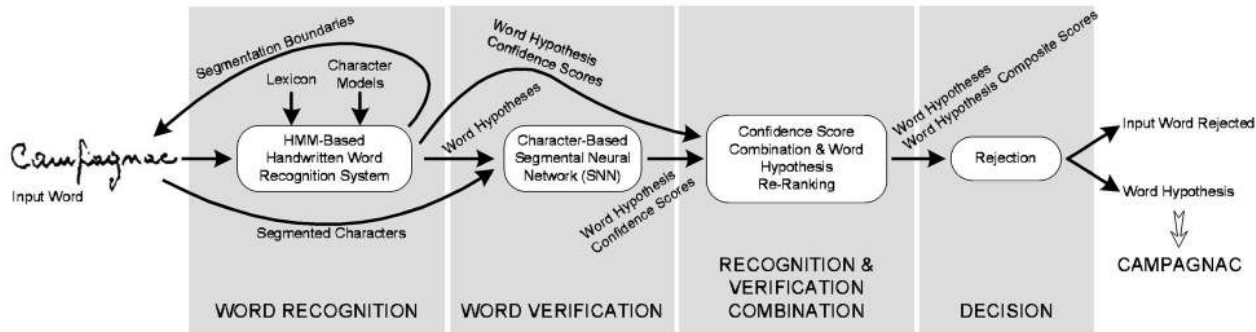 Segmentation Boundaries
Lexicon
Character
Models
HMM-Based
Handwritten Word
Recognition System
Campagnac
Input Word
Segmented Characters
WORD RECOGNITION
Word Hypothesis
Confidence Scores
Word Hypotheses
Character-Based
Segmental Neural
Network (SNN)
Word Hypothesis
Confidence Scores
WORD VERIFICATION
Confidence Score
Combination & Word
Hypothesis
Re-Ranking
RECOGNITION &
VERIFICATION
COMBINATION
Word Hypotheses
Word Hypothesis Composite Scores
Rejection
DECISION
Input Word Rejected
Word Hypothesis
CAMPAGNAC